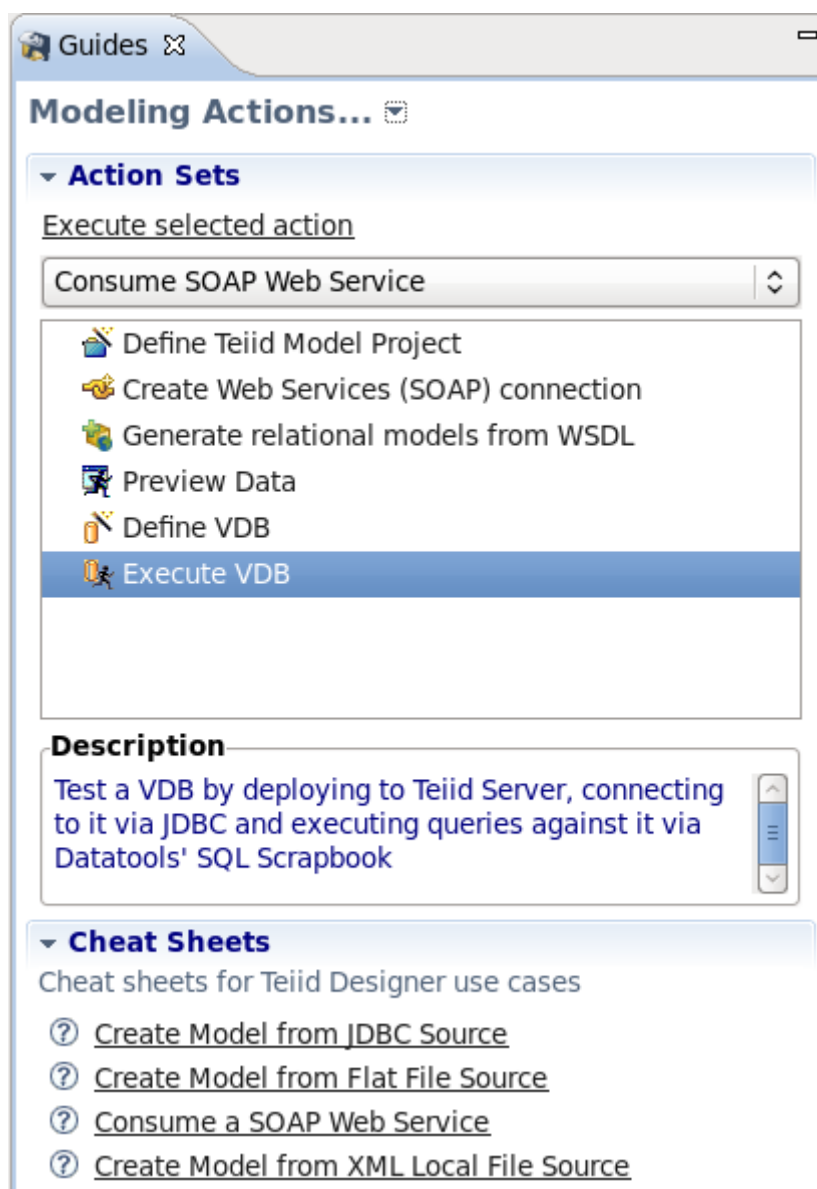 Guides
Modeling Actions...
Action Sets
Execute selected action
Consume SOAP Web Service
Define Teiid Model Project
Create Web Services (SOAP) connection
Generate relational models from WSDL
Preview Data
Define VDB
Execute VDB
Description
Test a VDB by deploying to Teiid Server, connecting
to it via JDBC and executing queries against it via
Datatools' SQL Scrapbook
Cheat Sheets
Cheat sheets for Teiid Designer use cases
Create Model from JDBC Source
Create Model from Flat File Source
Consume a SOAP Web Service
Create Model from XML Local File Source